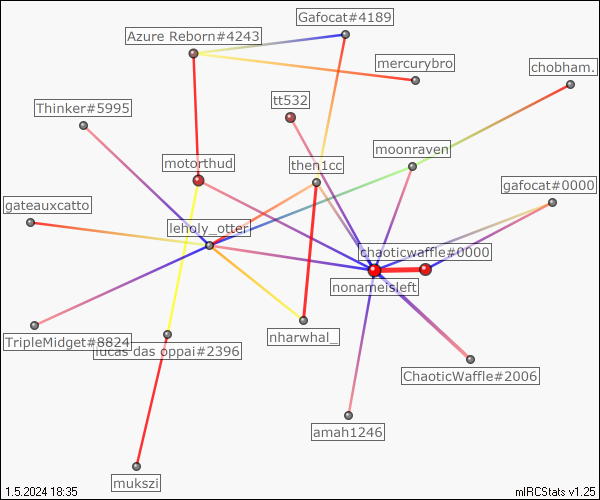 Gafocat#4189
Azure Reborn#4243
mercurybro
chobham.
Thinker#5995
tt532
moonraven
motorthud
then1cc
gafocat#0000
gateauxcatto
leholy_otter
chaoticwaffle#0000
nonameisleft
TripleMidget#8824
lucas das oppai#2396
nharwhal_
ChaoticWaffle#2006
amah1246
mukszi
1.5.2024 18:35
mIRCStats v1.25